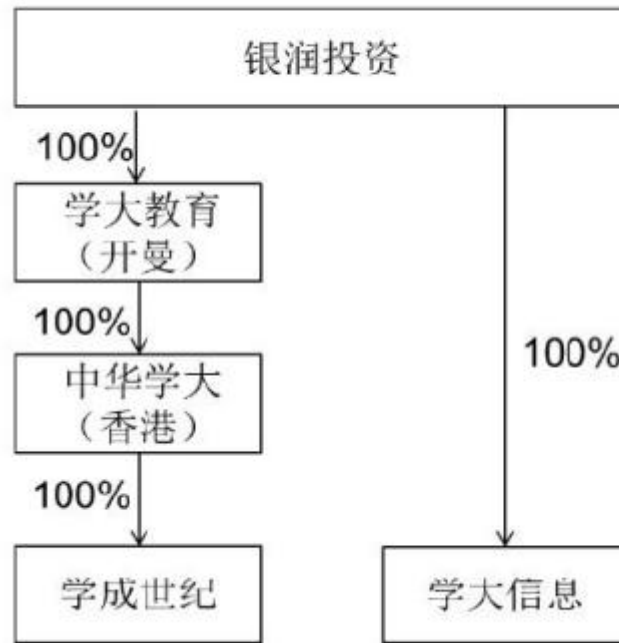 银润投资
100%
学大教育
（开曼）
100%
100%
中华学大
（香港）
100%
学成世纪
学大信息